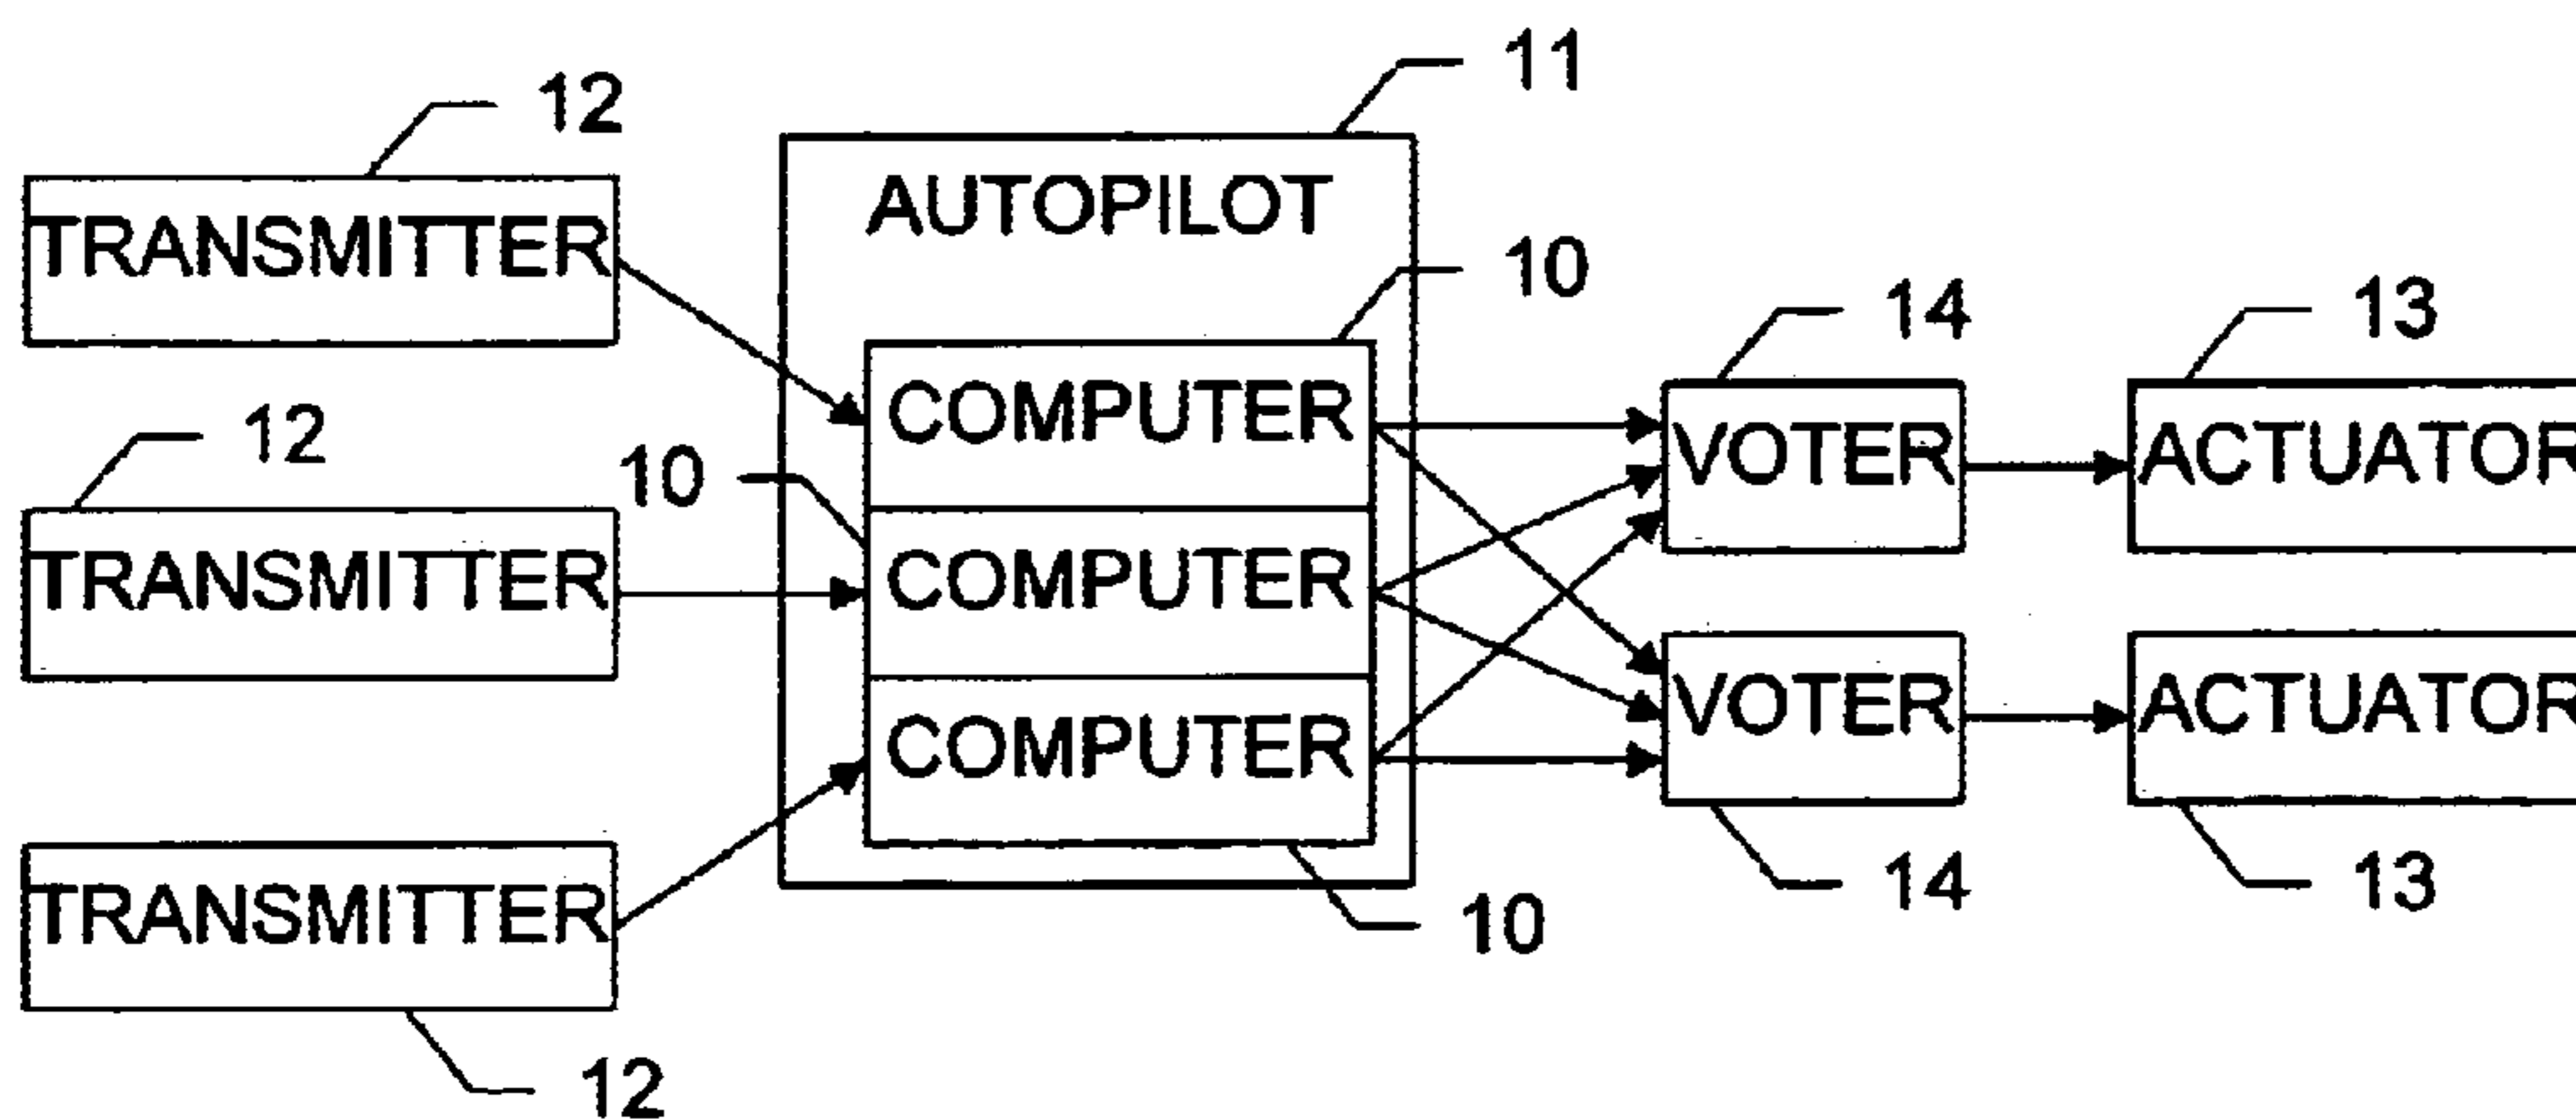 11
12
TRANSMITTER
AUTOPILOT
10
14
13
COMPUTER
VOTER
ACTUATOR
12
10
TRANSMITTER
COMPUTER
VOTER
ACTUATOR
COMPUTER
14
13
TRANSMITTER
10
12